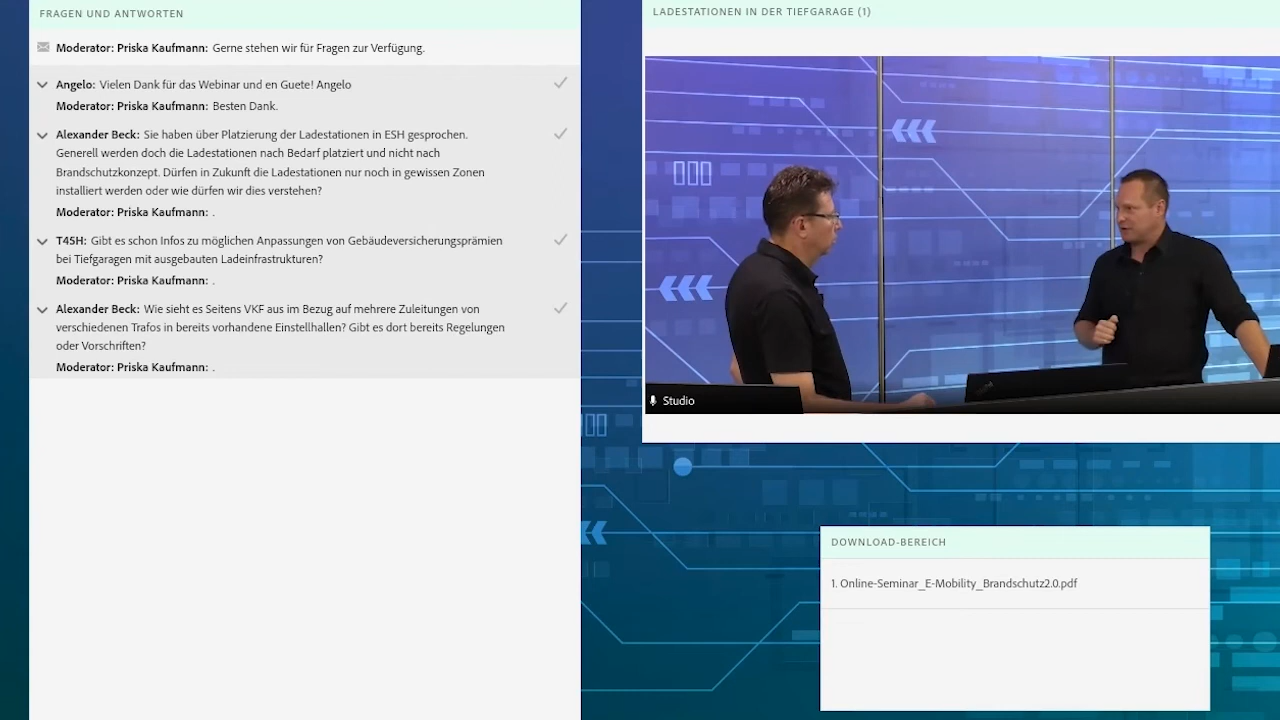 FRAGEN UND ANTWORTEN
Moderator: Priska Kaufmann: Gerne stehen wir für Fragen zur Verfügung.
Angelo: Vielen Dank für das Webinar und en Guete! Angelo
Moderator: Priska Kaufmann: Besten Dank.
Alexander Beck: Sie haben über Platzierung der Ladestationen in ESH gesprochen.
Generell werden doch die Ladestationen nach Bedarf platziert und nicht nach
Brandschutzkonzept. Dürfen in Zukunft die Ladestationen nur noch in gewissen Zonen
installiert werden oder wie dürfen wir dies verstehen?
Moderator: Priska Kaufmann: .
T4SH: Gibt es schon Infos zu möglichen Anpassungen von Gebäudeversicherungsprämien
bei Tiefgaragen mit ausgebauten Ladeinfrastrukturen?
Moderator: Priska Kaufmann: .
Alexander Beck: Wie sieht es Seitens VKF aus im Bezug auf mehrere Zuleitungen von
verschiedenen Trafos in bereits vorhandene Einstellhallen? Gibt es dort bereits Regelungen
oder Vorschriften?
Moderator: Priska Kaufmann: .
LADESTATIONEN IN DER TIEFGARAGE (1)
Studio
DOWNLOAD-BEREICH
1. Online-Seminar_E-Mobility_Brandschutz2.0.pdf